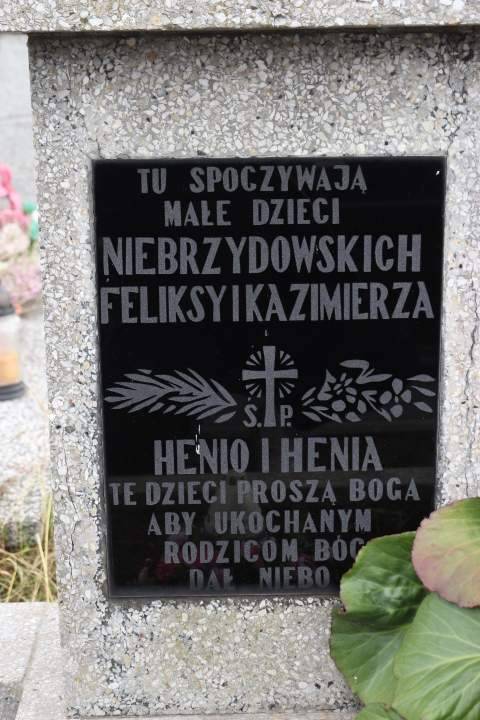 TU SPOCZYWAJĄ
MAŁE DZIECI
NIEBRZYDOWSKICH
FELIKSY I KAZIMIERZA
Ś.P.
HENIO I HENIA
TE DZIECI PROSZĄ BOGA
ABY UKOCHANYM
RODZICOM BÓG
DAŁ NIEBO